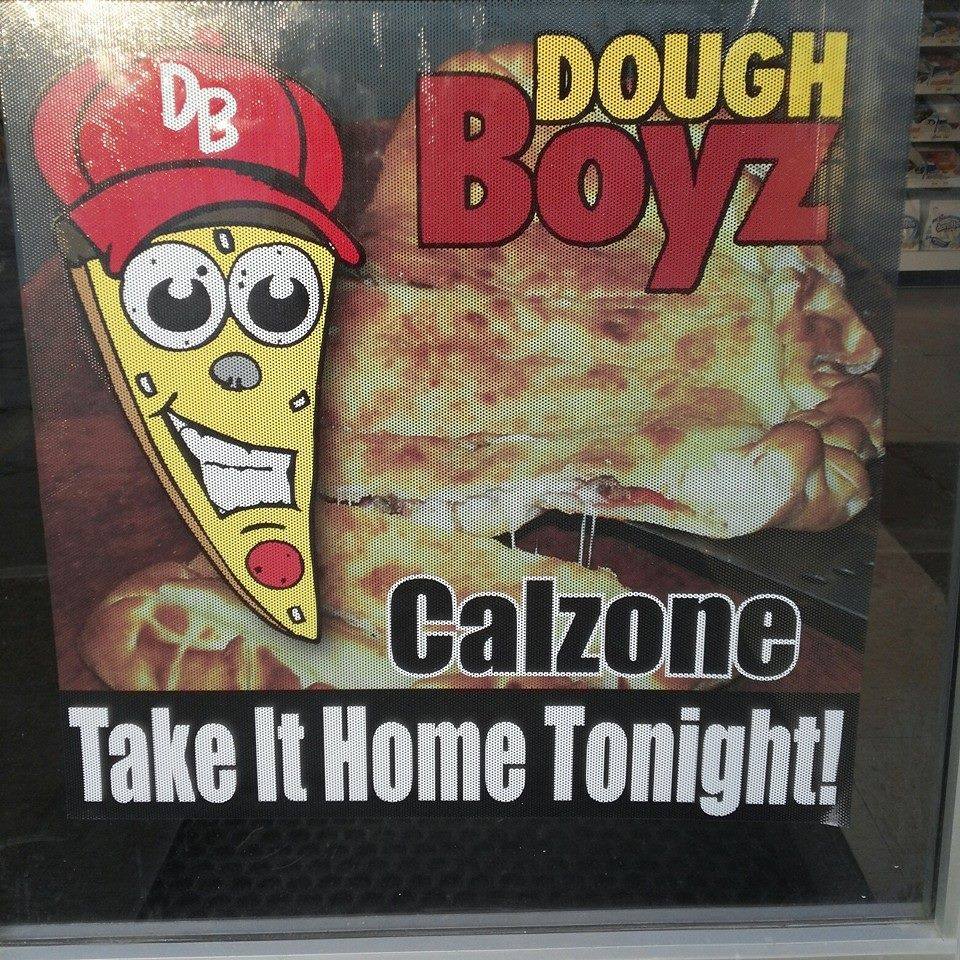 DB
DOUGH
Boyz
Calzone
Take It Home Tonight!